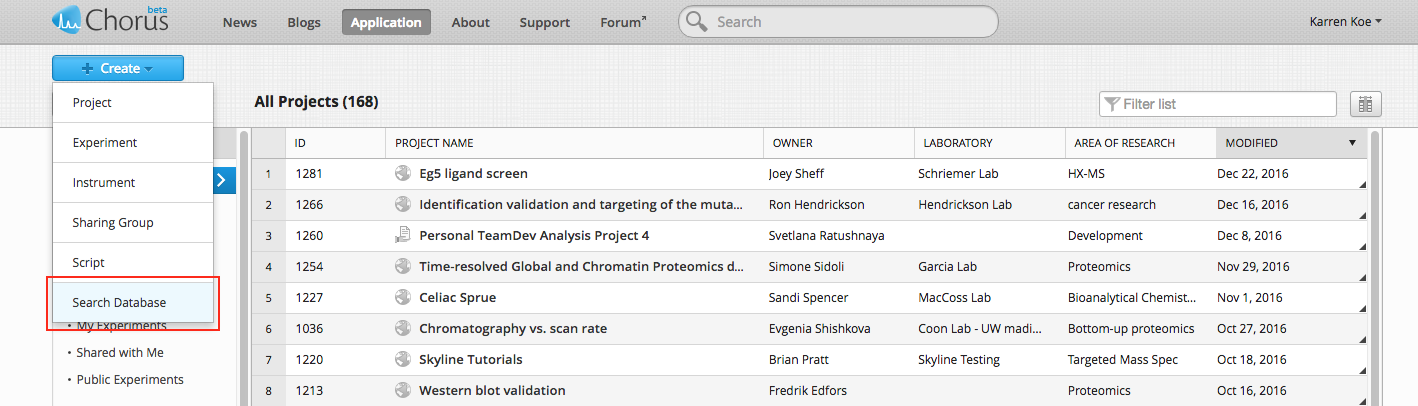 Chorus beta News Blogs Application About Support Forum Search Karren Koe
+ Create
Project
Experiment
Instrument
Sharing Group
Script
Search Database
• My Experiments
• Shared with Me
• Public Experiments
All Projects (168) Filter list
ID PROJECT NAME OWNER LABORATORY AREA OF RESEARCH MODIFIED
1 1281 Eg5 ligand screen Joey Sheff Schriemer Lab HX-MS Dec 22, 2016
2 1266 Identification validation and targeting of the muta... Ron Hendrickson Hendrickson Lab cancer research Dec 16, 2016
3 1260 Personal TeamDev Analysis Project 4 Svetlana Ratushnaya Development Dec 8, 2016
4 1254 Time-resolved Global and Chromatin Proteomics d... Simone Sidoli Garcia Lab Proteomics Nov 29, 2016
5 1227 Celiac Sprue Sandi Spencer MacCoss Lab Bioanalytical Chemist... Nov 1, 2016
6 1036 Chromatography vs. scan rate Evgenia Shishkova Coon Lab - UW madi... Bottom-up proteomics Oct 27, 2016
7 1220 Skyline Tutorials Brian Pratt Skyline Testing Targeted Mass Spec Oct 18, 2016
8 1213 Western blot validation Fredrik Edfors Proteomics Oct 16, 2016